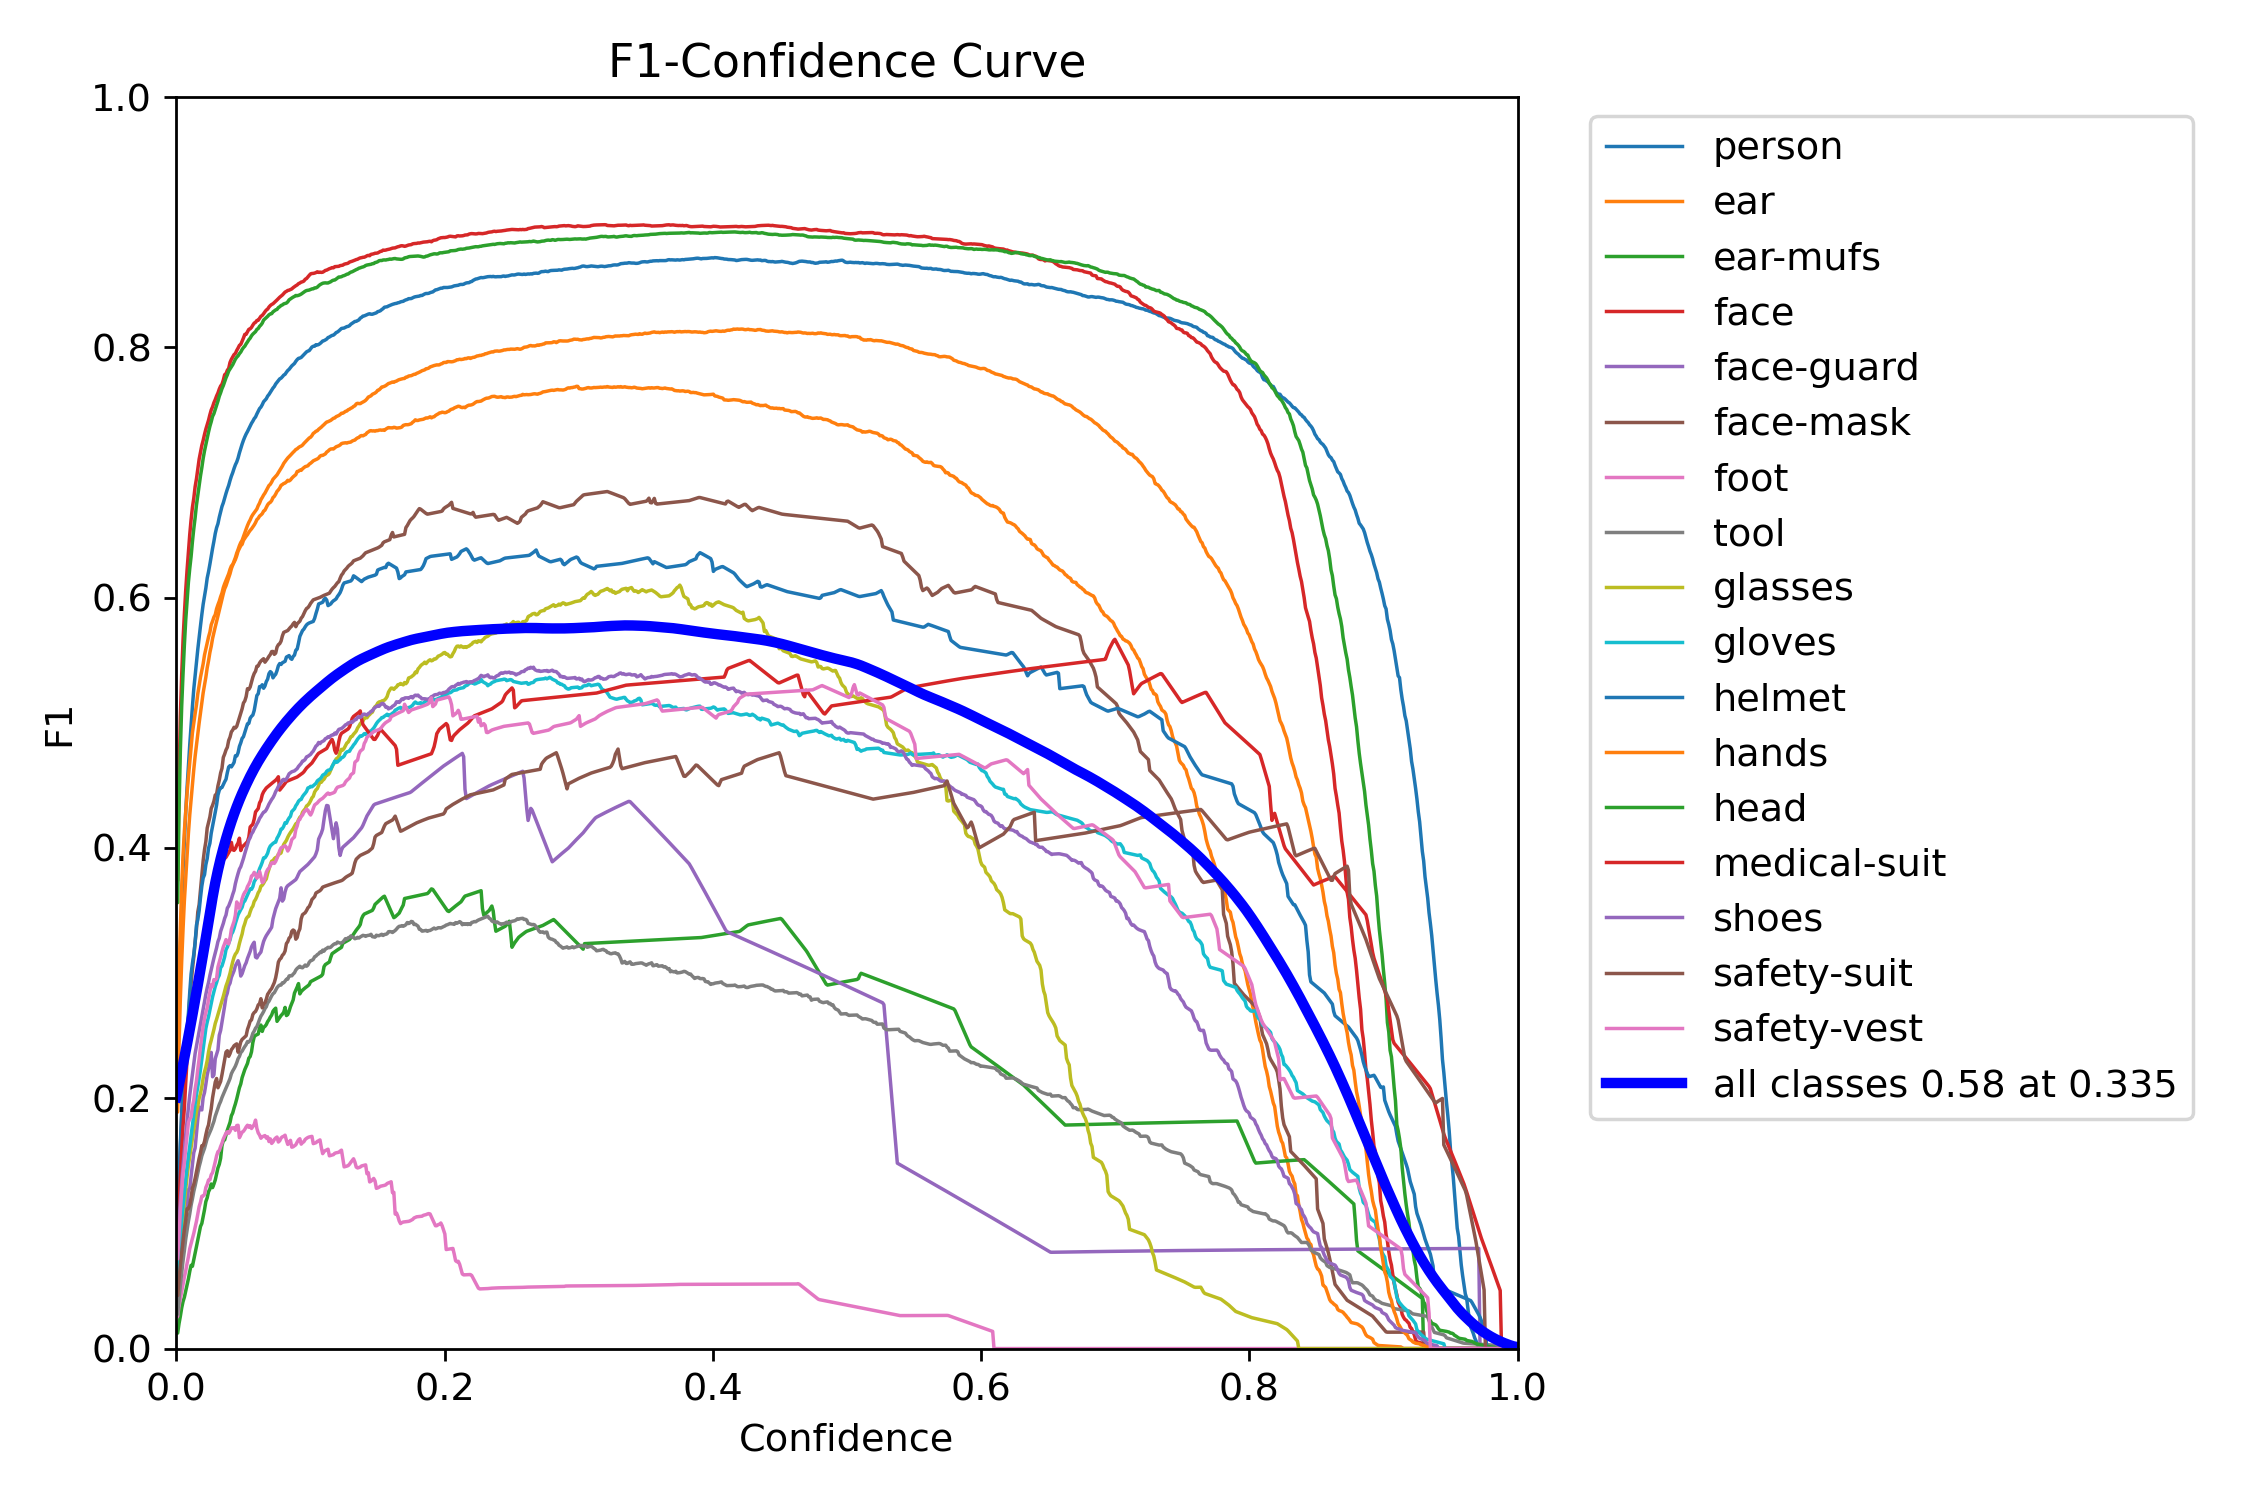 F1-Confidence Curve
1.0
0.8
0.6
0.4
0.2
0.0
F1
0.0 0.2 0.4 0.6 0.8 1.0
Confidence
person
ear
ear-mufs
face
face-guard
face-mask
foot
tool
glasses
gloves
helmet
hands
head
medical-suit
shoes
safety-suit
safety-vest
all classes 0.58 at 0.335